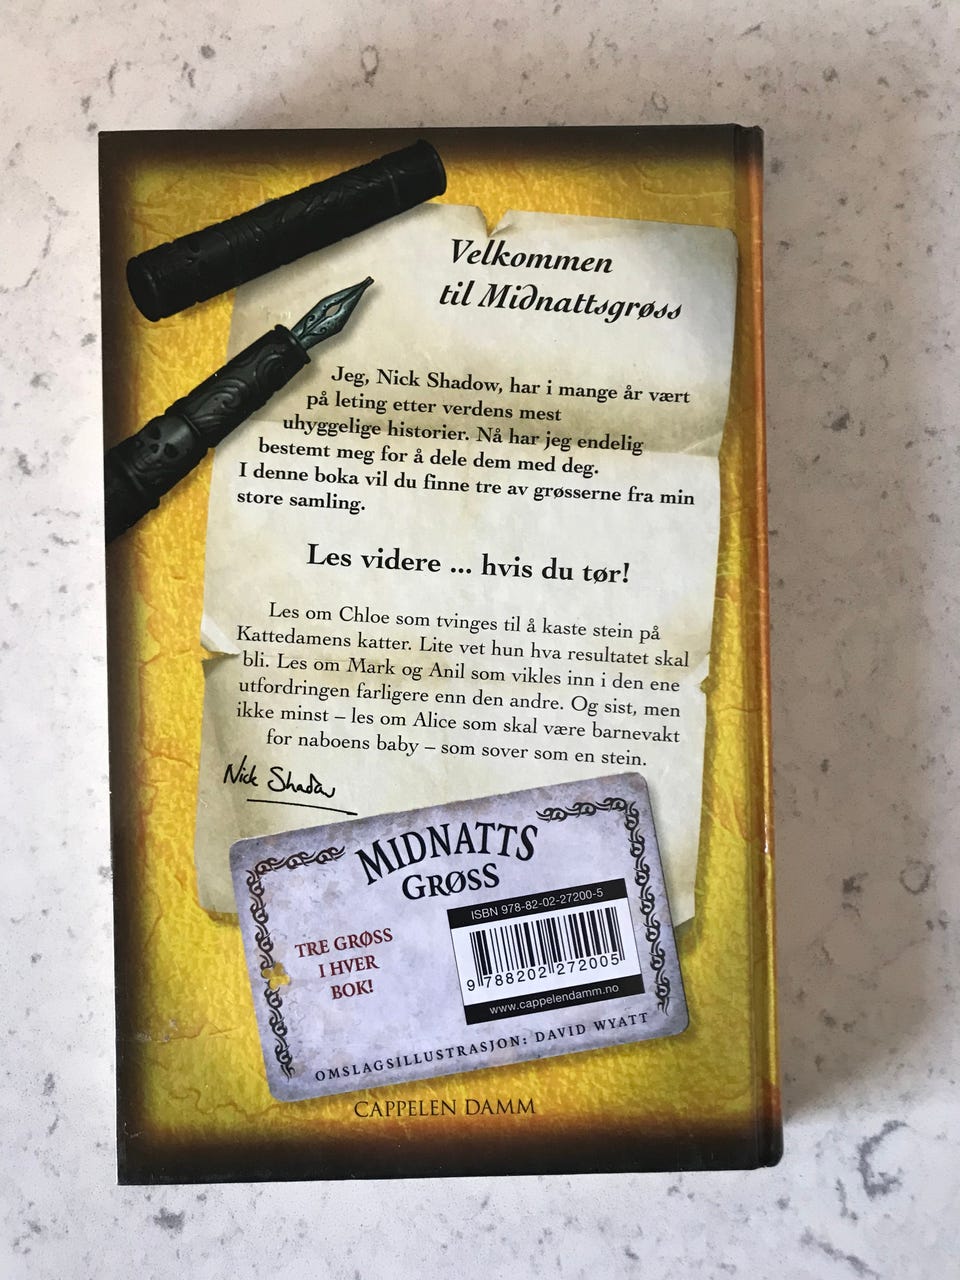 Velkommen
til Midnattsgrøss
Jeg, Nick Shadow, har i mange år vært
på leting etter verdens mest
uhyggelige historier. Nå har jeg endelig
bestemt meg for å dele dem med deg.
I denne boka vil du finne tre av grøsserne fra min
store samling.
Les videre ... hvis du tør!
Les om Chloe som tvinges til å kaste stein på
Kattedamens katter. Lite vet hun hva resultatet skal
bli. Les om Mark og Anil som vikles inn i den ene
utfordringen farligere enn den andre. Og sist, men
ikke minst – les om Alice som skal være barnevakt
for naboens baby – som sover som en stein.
Nick Shadow
MIDNATTS
GRØSS
TRE GRØSS
I HVER
BOK!
ISBN 978-82-02-27200-5
9 788202 272005
www.cappelendamm.no
OMSLAGSILLUSTRASJON: DAVID WYATT
CAPPELEN DAMM